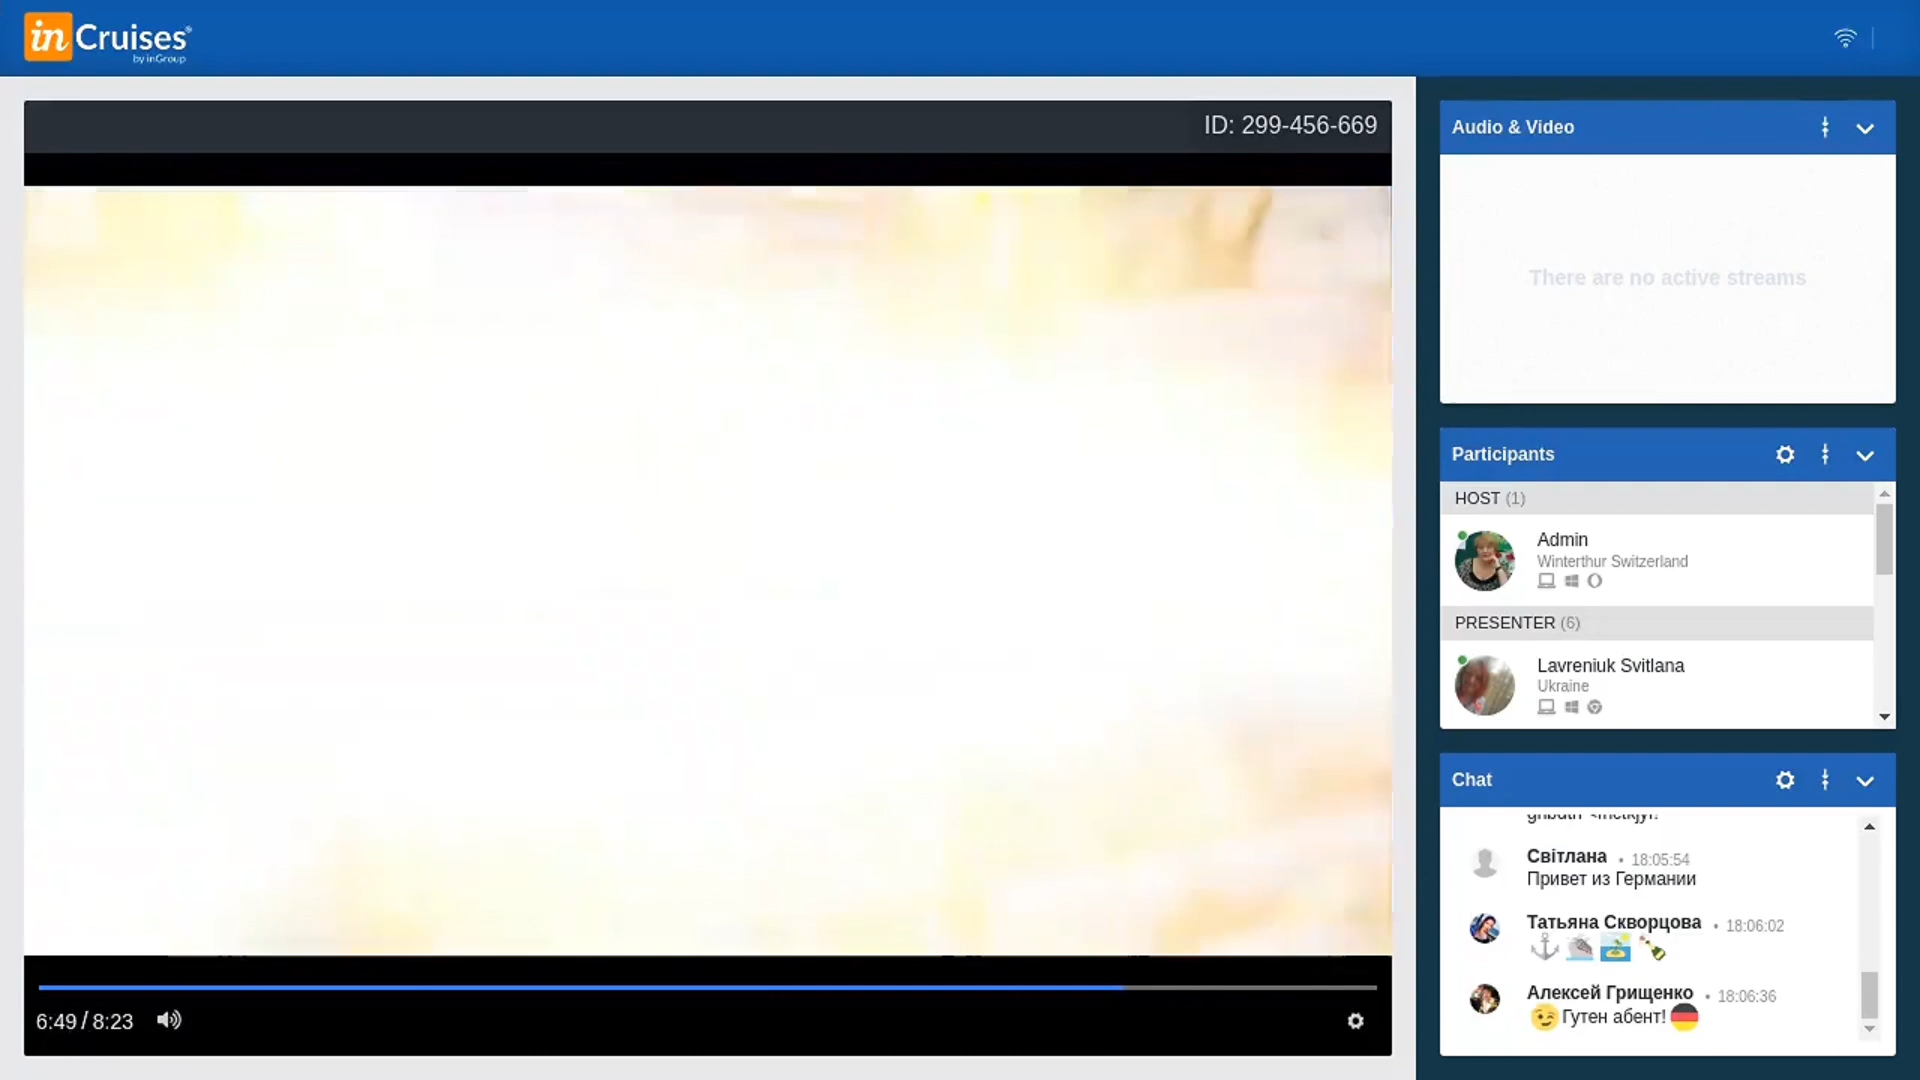 in Cruises®
by inGroup
ID: 299-456-669
Audio & Video
There are no active streams
Participants
HOST (1)
Admin
Winterthur Switzerland
PRESENTER (6)
Lavreniuk Svitlana
Ukraine
Chat
Світлана • 18:05:54
Привет из Германии
Татьяна Скворцова • 18:06:02
Алексей Грищенко • 18:06:36
Гутен абент!
6:49 / 8:23